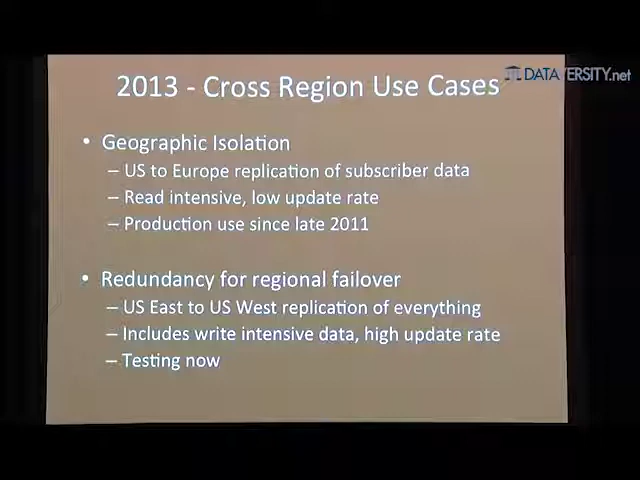 DATAVERSITY.net
2013 - Cross Region Use Cases
• Geographic Isolation
– US to Europe replication of subscriber data
– Read intensive, low update rate
– Production use since late 2011
• Redundancy for regional failover
– US East to US West replication of everything
– Includes write intensive data, high update rate
– Testing now